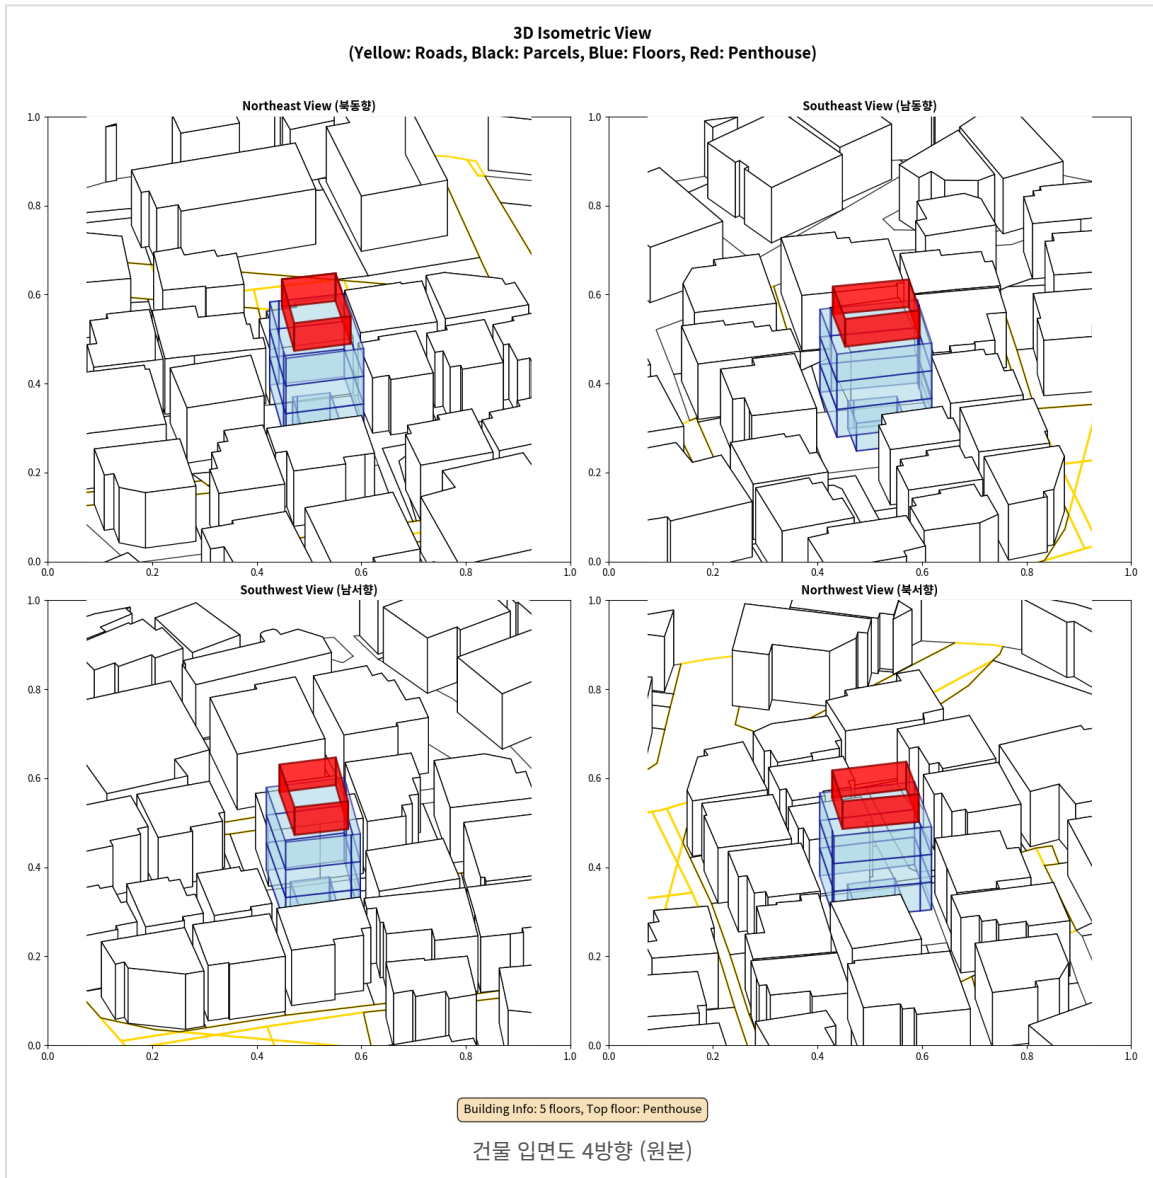 3D Isometric View
(Yellow: Roads, Black: Parcels, Blue: Floors, Red: Penthouse)
Northeast View (북동향)
1.0
0.8
0.6
0.4
0.2
0.0
0.0 0.2 0.4 0.6 0.8 1.0
Southeast View (남동향)
1.0
0.8
0.6
0.4
0.2
0.0
0.0 0.2 0.4 0.6 0.8 1.0
Southwest View (남서향)
1.0
0.8
0.6
0.4
0.2
0.0
0.0 0.2 0.4 0.6 0.8 1.0
Northwest View (북서향)
1.0
0.8
0.6
0.4
0.2
0.0
0.0 0.2 0.4 0.6 0.8 1.0
Building Info: 5 floors, Top floor: Penthouse
건물 입면도 4방향 (원본)